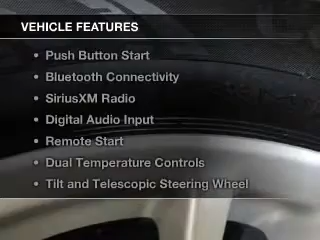 VEHICLE FEATURES
• Push Button Start
• Bluetooth Connectivity
• SiriusXM Radio
• Digital Audio Input
• Remote Start
• Dual Temperature Controls
• Tilt and Telescopic Steering Wheel